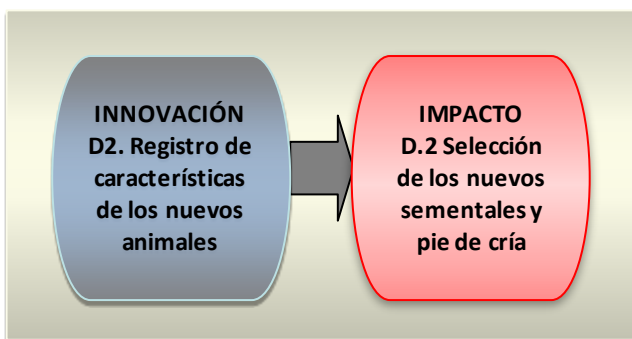 INNOVACIÓN
D2. Registro de
características
de los nuevos
animales
IMPACTO
D.2 Selección
de los nuevos
sementales y
pie de cría